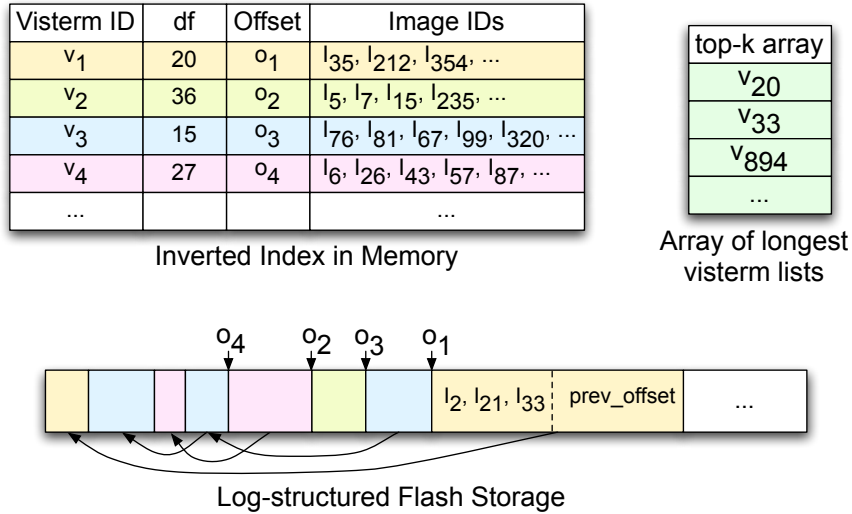 Visterm ID df Offset Image IDs
v1 20 o1 I35, I212, I354, ...
v2 36 o2 I5, I7, I15, I235, ...
v3 15 o3 I76, I81, I67, I99, I320, ...
v4 27 o4 I6, I26, I43, I57, I87, ...
... ...
Inverted Index in Memory
top-k array
v20
v33
v894
...
Array of longest
visterm lists
o4 o2 o3 o1
I2, I21, I33 prev_offset ...
Log-structured Flash Storage